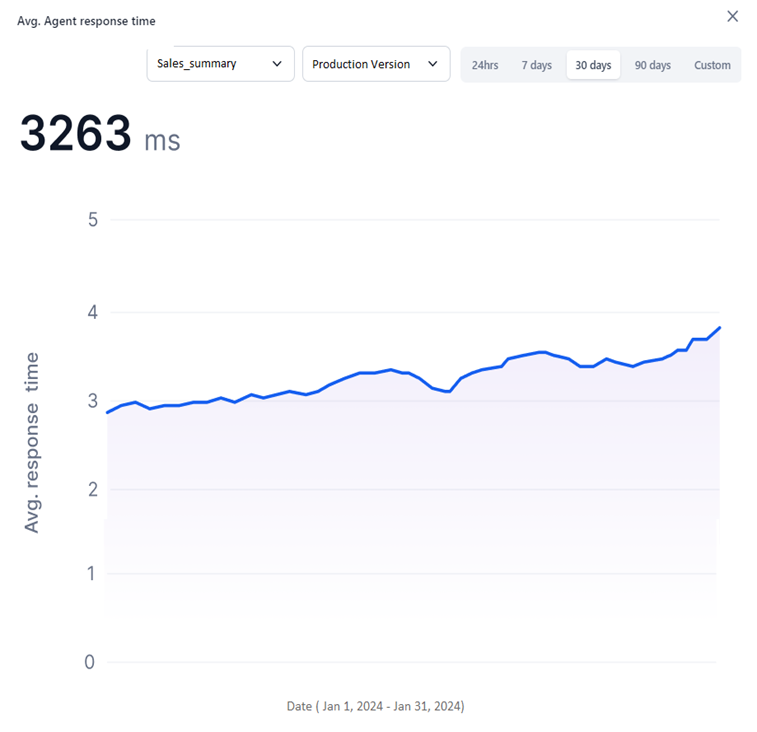 Avg. Agent response time
Sales_summary
Production Version
24hrs
7 days
30 days
90 days
Custom
3263 ms
5
4
3
2
1
0
Avg. response time
Date ( Jan 1, 2024 - Jan 31, 2024)